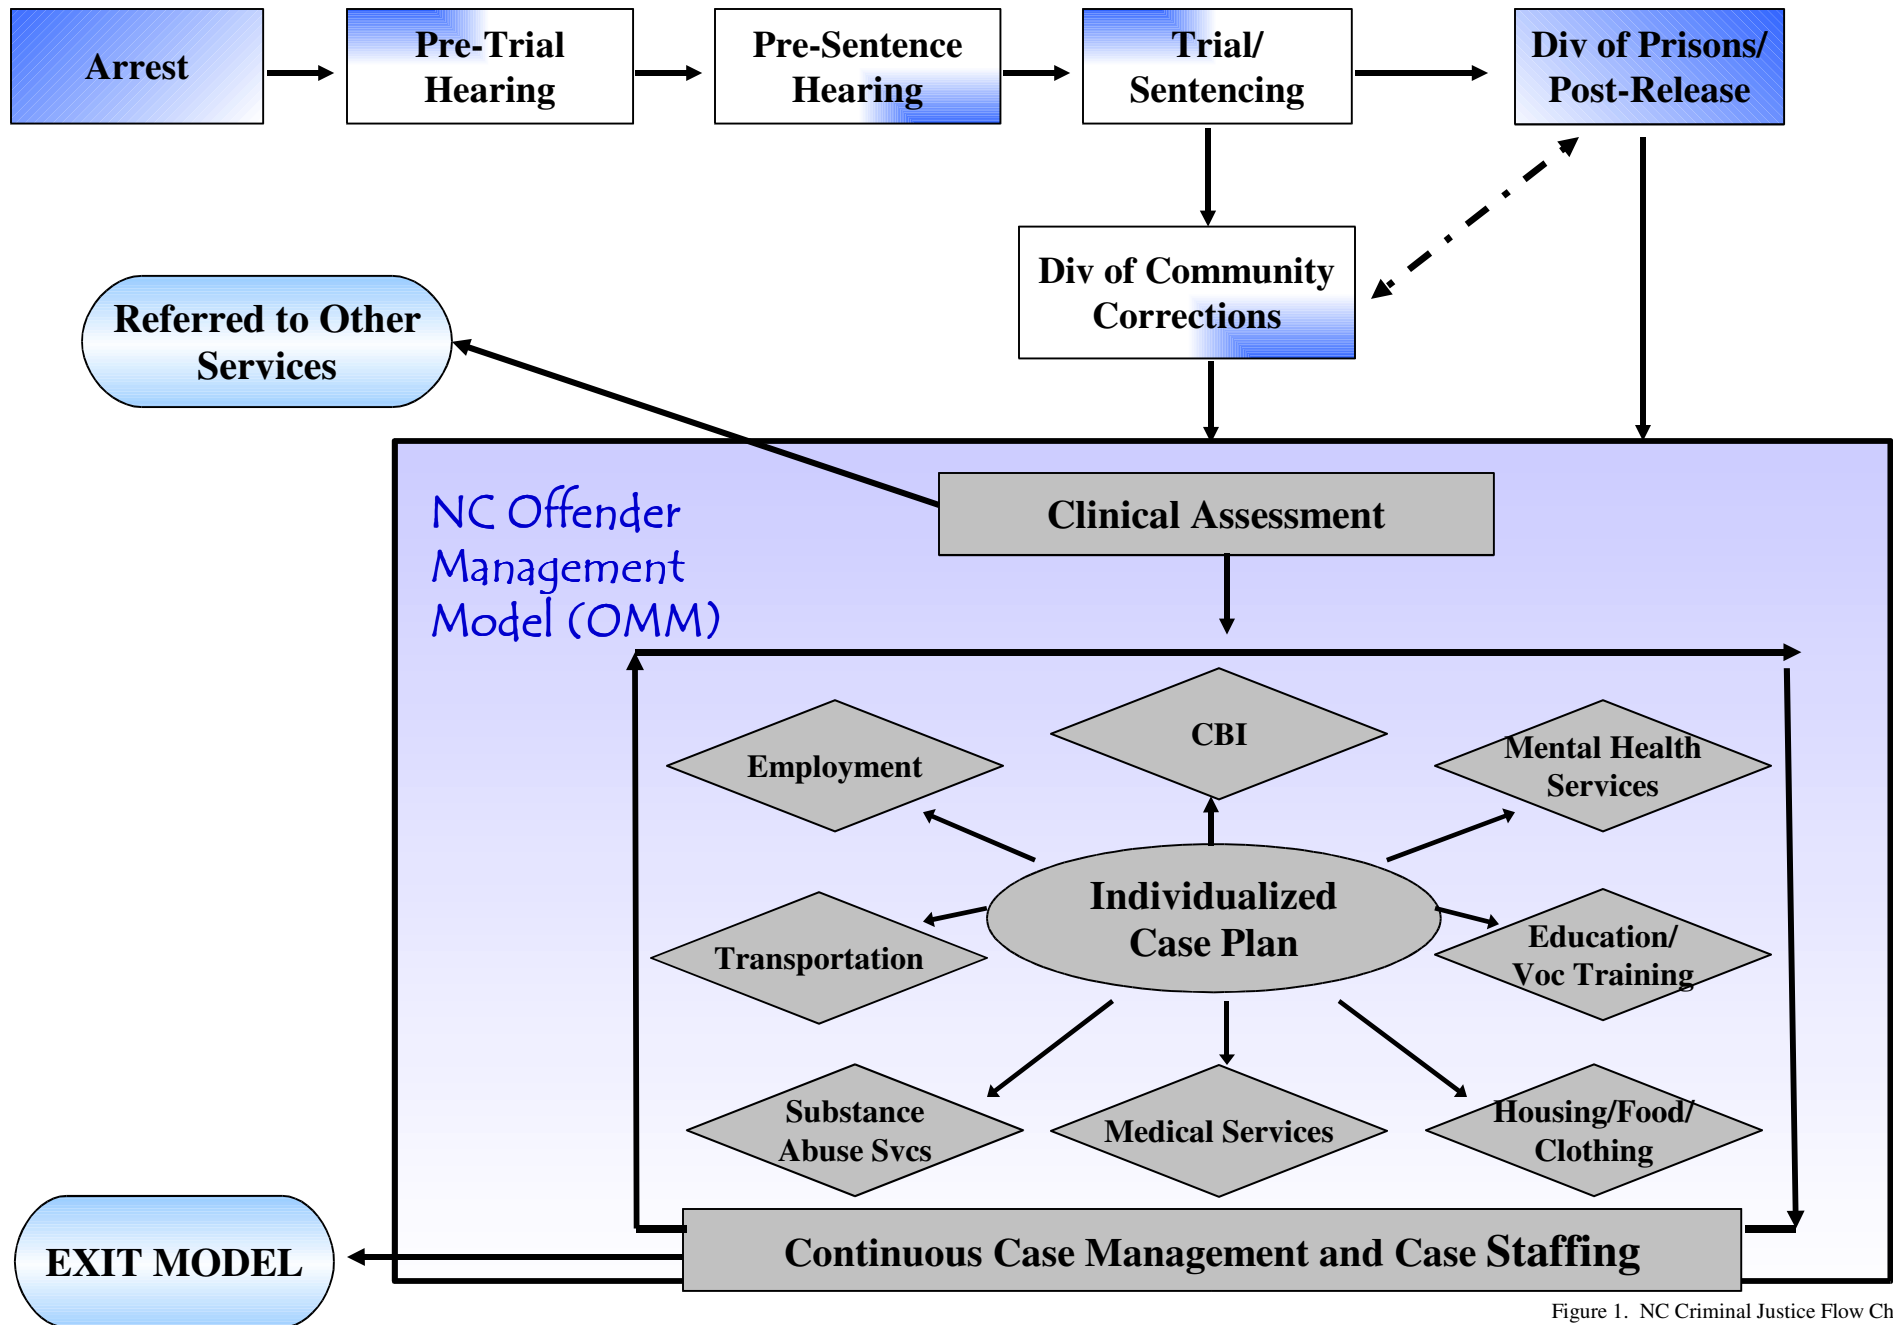 Arrest
Pre-Trial
Hearing
Pre-Sentence
Hearing
Trial/
Sentencing
Div of Prisons/
Post-Release
Div of Community
Corrections
Referred to Other
Services
NC Offender
Management
Model (OMM)
Clinical Assessment
CBI
Employment
Mental Health
Services
Individualized
Case Plan
Transportation
Education/
Voc Training
Substance
Abuse Svcs
Medical Services
Housing/Food/
Clothing
EXIT MODEL
Continuous Case Management and Case Staffing
Figure 1.  NC Criminal Justice Flow Ch